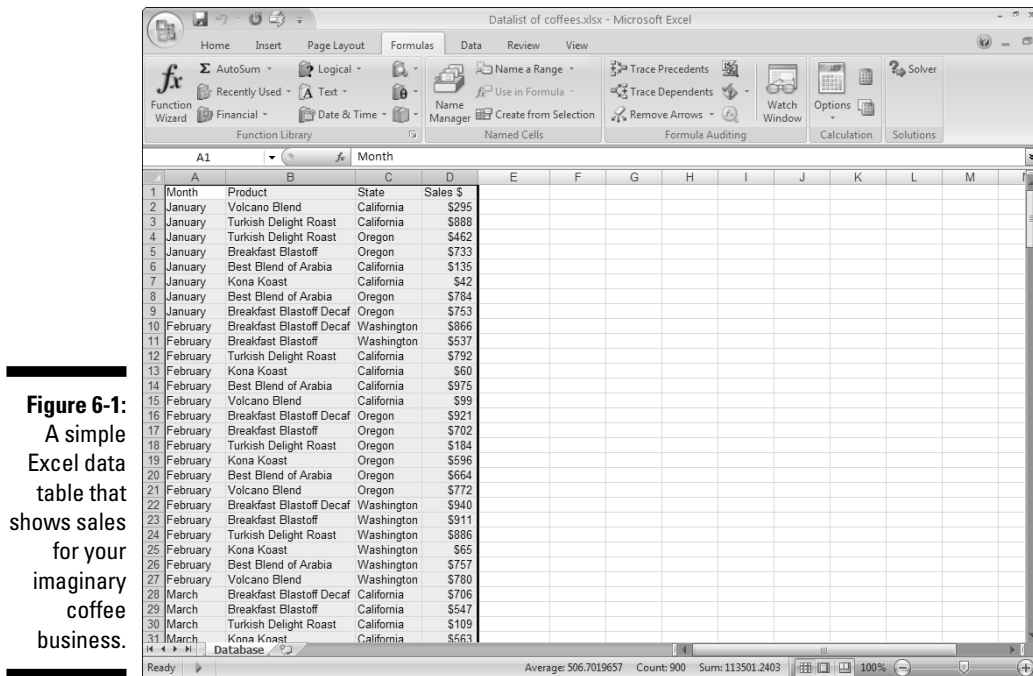 Datalist of coffees.xlsx - Microsoft Excel
Home Insert Page Layout Formulas Data Review View
fx Function Wizard
Σ AutoSum
Recently Used
Financial
Logical
Text
Date & Time
Function Library
Name Manager
Name a Range
Use in Formula
Create from Selection
Named Cells
Trace Precedents
Trace Dependents
Remove Arrows
Watch Window
Formula Auditing
Options
Calculation
Solver
Solutions
A1 fx Month
A B C D E F G H I J K L M
1 Month Product State Sales $
2 January Volcano Blend California $295
3 January Turkish Delight Roast California $888
4 January Turkish Delight Roast Oregon $462
5 January Breakfast Blastoff Oregon $733
6 January Best Blend of Arabia California $135
7 January Kona Koast California $42
8 January Best Blend of Arabia Oregon $784
9 January Breakfast Blastoff Decaf Oregon $753
10 February Breakfast Blastoff Decaf Washington $866
11 February Breakfast Blastoff Washington $537
12 February Turkish Delight Roast California $792
13 February Kona Koast California $60
14 February Best Blend of Arabia California $975
15 February Volcano Blend California $99
16 February Breakfast Blastoff Decaf Oregon $921
17 February Breakfast Blastoff Oregon $702
18 February Turkish Delight Roast Oregon $184
19 February Kona Koast Oregon $596
20 February Best Blend of Arabia Oregon $664
21 February Volcano Blend Oregon $772
22 February Breakfast Blastoff Decaf Washington $940
23 February Breakfast Blastoff Washington $911
24 February Turkish Delight Roast Washington $886
25 February Kona Koast Washington $65
26 February Best Blend of Arabia Washington $757
27 February Volcano Blend Washington $780
28 March Breakfast Blastoff Decaf California $706
29 March Breakfast Blastoff California $547
30 March Turkish Delight Roast California $109
31 March Kona Koast California $563
Database
Ready Average: 506.7019657 Count: 900 Sum: 113501.2403 100%
Figure 6-1:
A simple
Excel data
table that
shows sales
for your
imaginary
coffee
business.